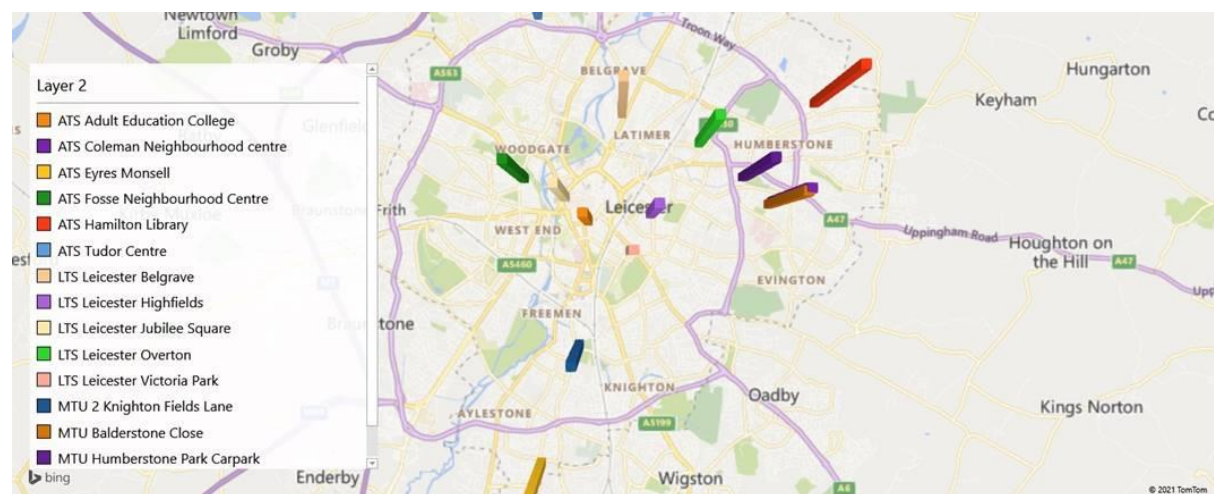 Newtown
Limford
Groby
Troon Way
Hungarton
Keyham
A563
BELGRAVE
LATIMER
WOODGATE
HUMBERSTONE
Frith
Leicester
WEST END
A47
Uppingham Road
Houghton on
the Hill
A47
A5460
EVINGTON
FREEMEN
KNIGHTON
Oadby
AYLESTONE
A5199
Kings Norton
Enderby
Wigston
A6
Layer 2
ATS Adult Education College
ATS Coleman Neighbourhood centre
ATS Eyres Monsell
ATS Fosse Neighbourhood Centre
ATS Hamilton Library
ATS Tudor Centre
LTS Leicester Belgrave
LTS Leicester Highfields
LTS Leicester Jubilee Square
LTS Leicester Overton
LTS Leicester Victoria Park
MTU 2 Knighton Fields Lane
MTU Balderstone Close
MTU Humberstone Park Carpark
bing
© 2021 TomTom